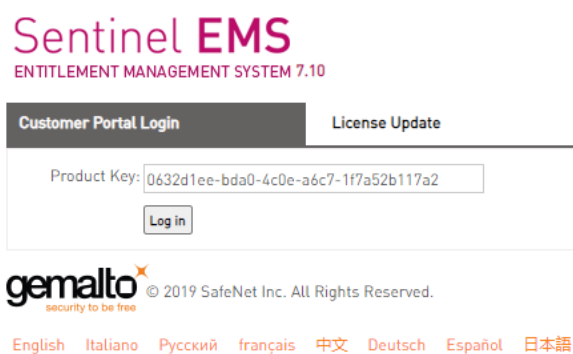 Sentinel EMS
ENTITLEMENT MANAGEMENT SYSTEM 7.10
Customer Portal Login License Update
Product Key: 0632d1ee-bda0-4c0e-a6c7-1f7a52b117a2
Log in
gemalto © 2019 SafeNet Inc. All Rights Reserved.
security to be free
English Italiano Русский français 中文 Deutsch Español 日本語